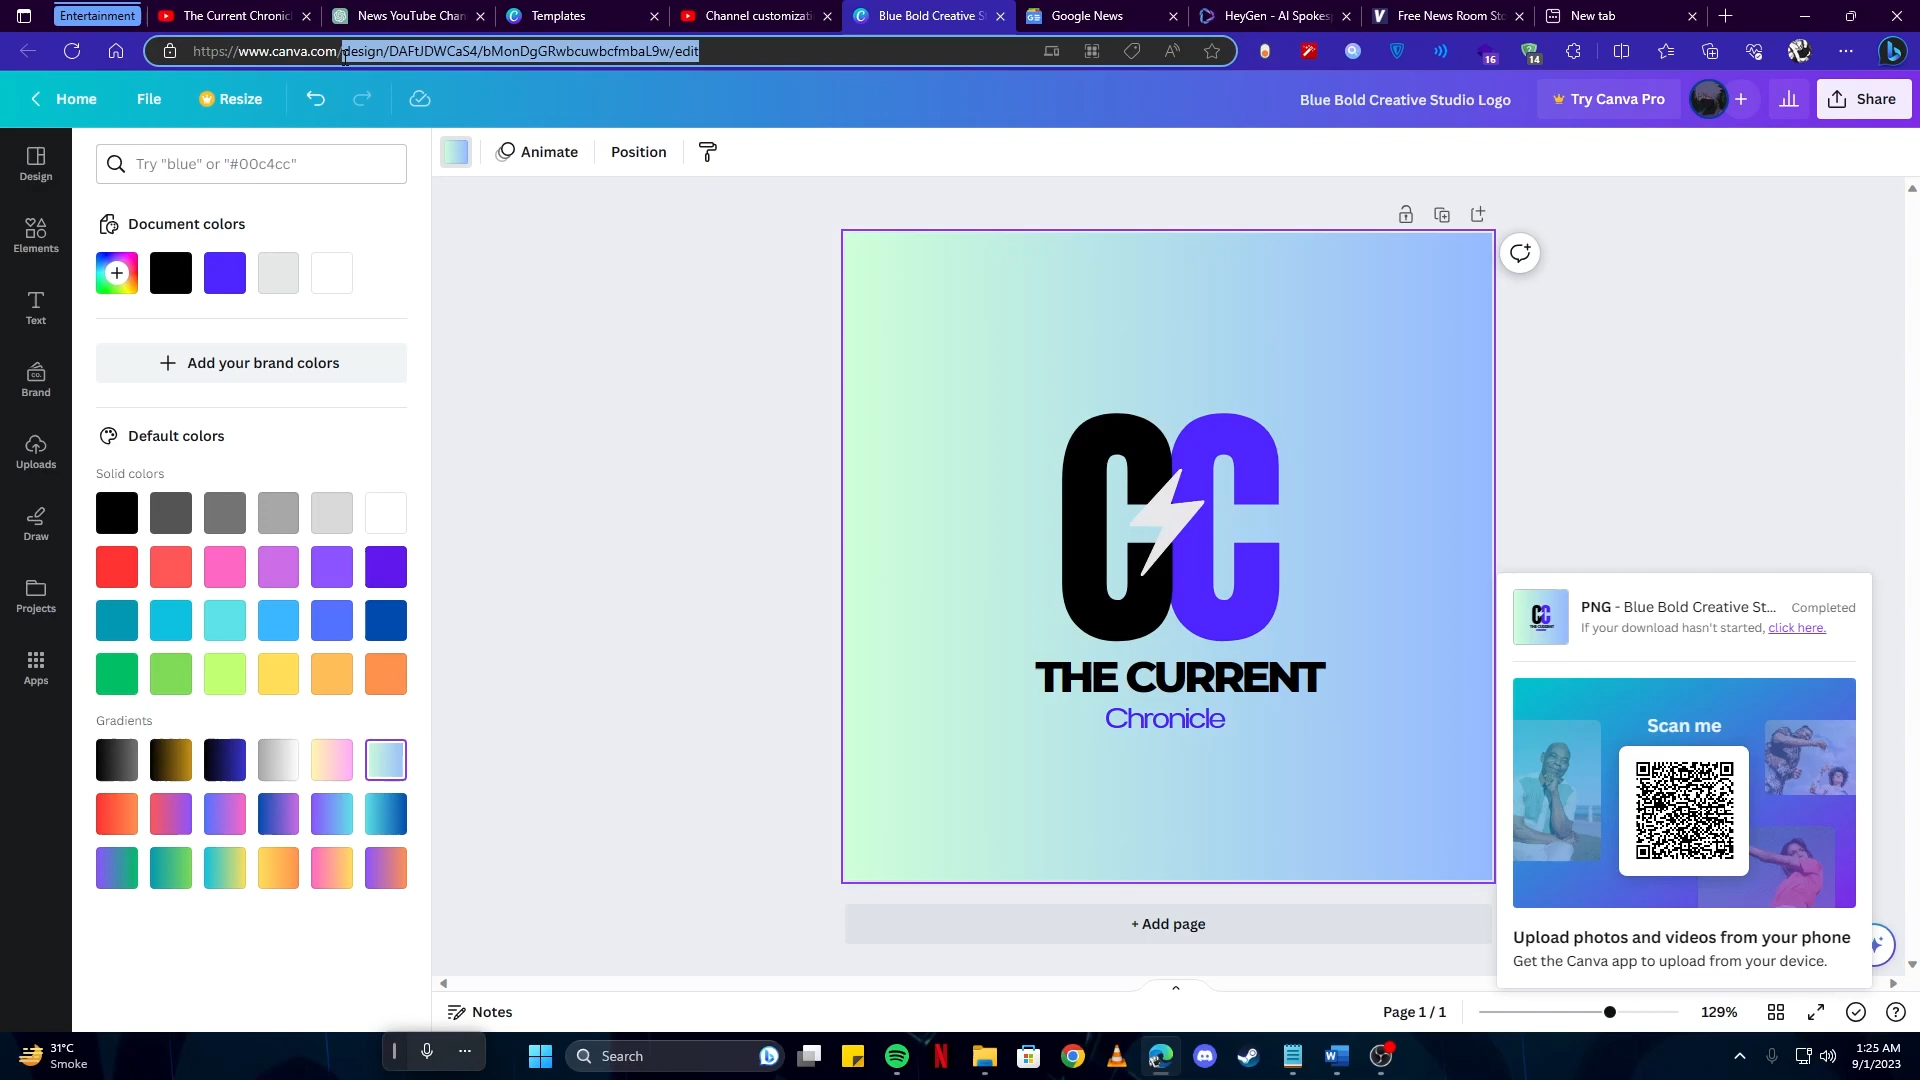 Entertainment
The Current Chronicl
News YouTube Chan
Templates
Channel customizati
Blue Bold Creative S
Google News
HeyGen - AI Spokes
Free News Room Sto
New tab
https://www.canva.com/design/DAFtJDWCaS4/bMonDgGRwbcuwbcfmbaL9w/edit
16
14
Home
File
Resize
Blue Bold Creative Studio Logo
Try Canva Pro
Share
Design
Elements
Text
Brand
Uploads
Draw
Projects
Apps
Try "blue" or "#00c4cc"
Document colors
Add your brand colors
Default colors
Solid colors
Gradients
Animate
Position
CC
THE CURRENT
Chronicle
+ Add page
PNG - Blue Bold Creative St... Completed
If your download hasn't started, click here.
Scan me
Upload photos and videos from your phone
Get the Canva app to upload from your device.
Notes
Page 1 / 1
129%
31°C
Smoke
Search
1:25 AM
9/1/2023